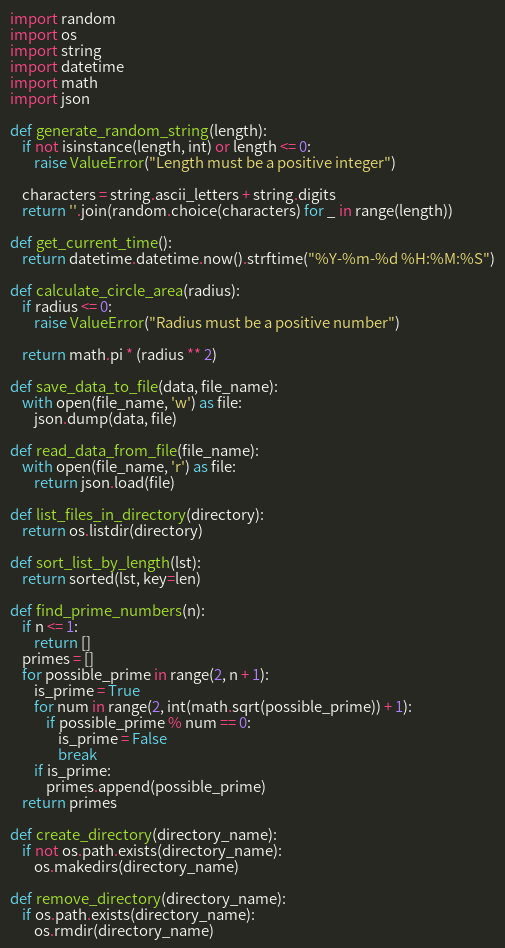 import random
import os
import string
import datetime
import math
import json

def generate_random_string(length):
    if not isinstance(length, int) or length <= 0:
        raise ValueError("Length must be a positive integer")

    characters = string.ascii_letters + string.digits
    return ''.join(random.choice(characters) for _ in range(length))

def get_current_time():
    return datetime.datetime.now().strftime("%Y-%m-%d %H:%M:%S")

def calculate_circle_area(radius):
    if radius <= 0:
        raise ValueError("Radius must be a positive number")

    return math.pi * (radius ** 2)

def save_data_to_file(data, file_name):
    with open(file_name, 'w') as file:
        json.dump(data, file)

def read_data_from_file(file_name):
    with open(file_name, 'r') as file:
        return json.load(file)

def list_files_in_directory(directory):
    return os.listdir(directory)

def sort_list_by_length(lst):
    return sorted(lst, key=len)

def find_prime_numbers(n):
    if n <= 1:
        return []
    primes = []
    for possible_prime in range(2, n + 1):
        is_prime = True
        for num in range(2, int(math.sqrt(possible_prime)) + 1):
            if possible_prime % num == 0:
                is_prime = False
                break
        if is_prime:
            primes.append(possible_prime)
    return primes

def create_directory(directory_name):
    if not os.path.exists(directory_name):
        os.makedirs(directory_name)

def remove_directory(directory_name):
    if os.path.exists(directory_name):
        os.rmdir(directory_name)